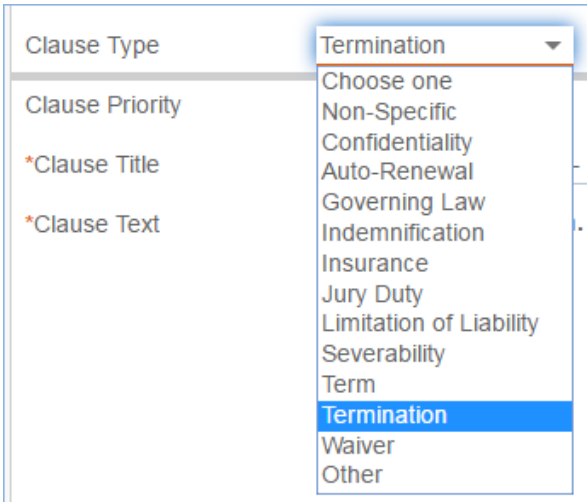 Clause Type Termination
Choose one
Clause Priority Non-Specific
Confidentiality
*Clause Title Auto-Renewal
Governing Law
*Clause Text Indemnification
Insurance
Jury Duty
Limitation of Liability
Severability
Term
Termination
Waiver
Other